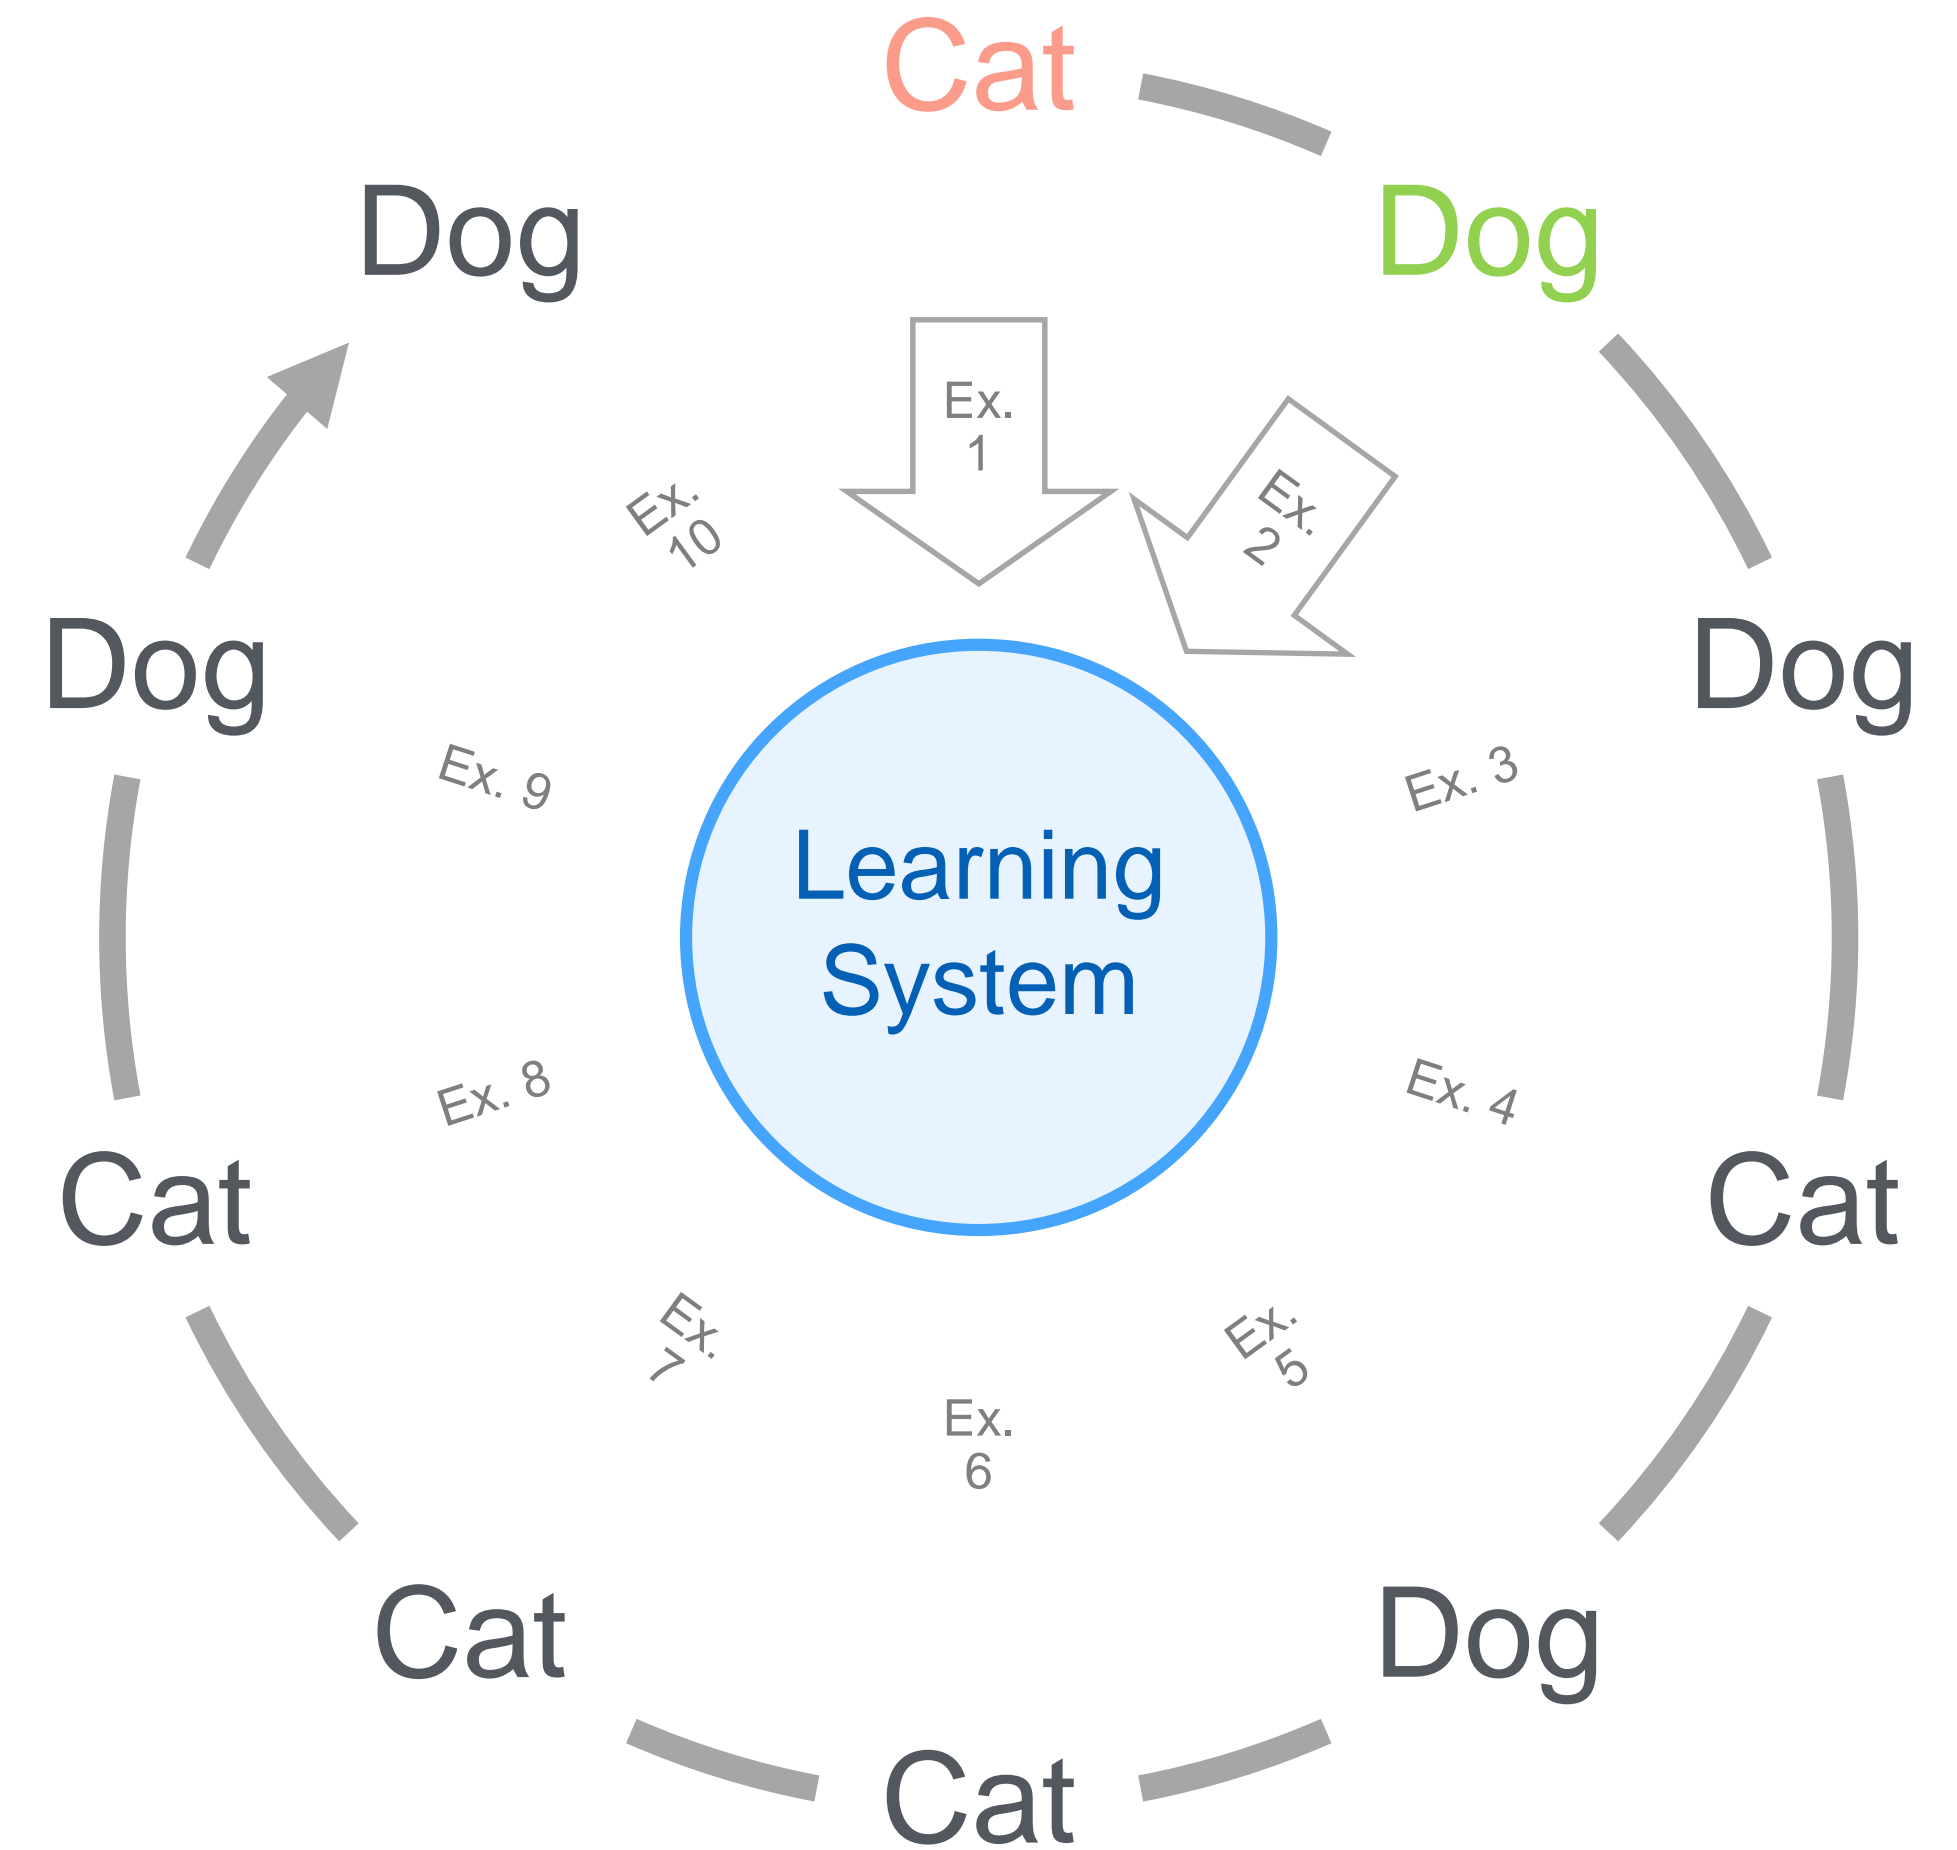 Cat
Dog
Dog
Cat
Dog
Cat
Cat
Cat
Dog
Dog
Ex.
1
Ex.
2
Ex. 3
Ex. 4
Ex.
5
Ex.
6
Ex.
7
Ex. 8
Ex. 9
Ex.
10
Learning
System